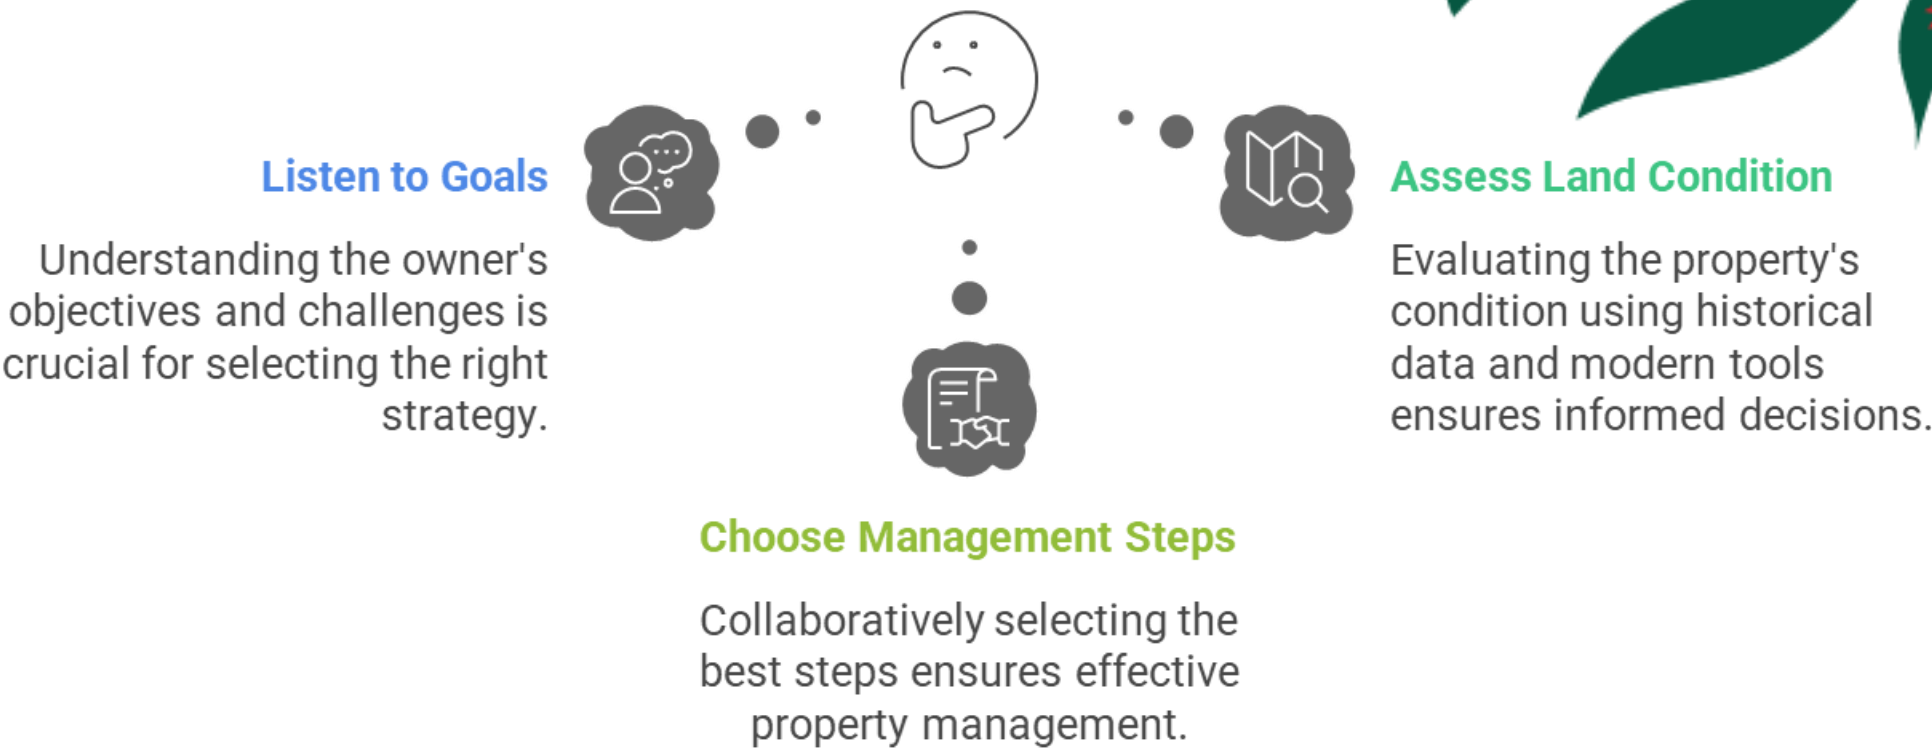 Listen to Goals
Understanding the owner's
objectives and challenges is
crucial for selecting the right
strategy.
Assess Land Condition
Evaluating the property's
condition using historical
data and modern tools
ensures informed decisions.
Choose Management Steps
Collaboratively selecting the
best steps ensures effective
property management.